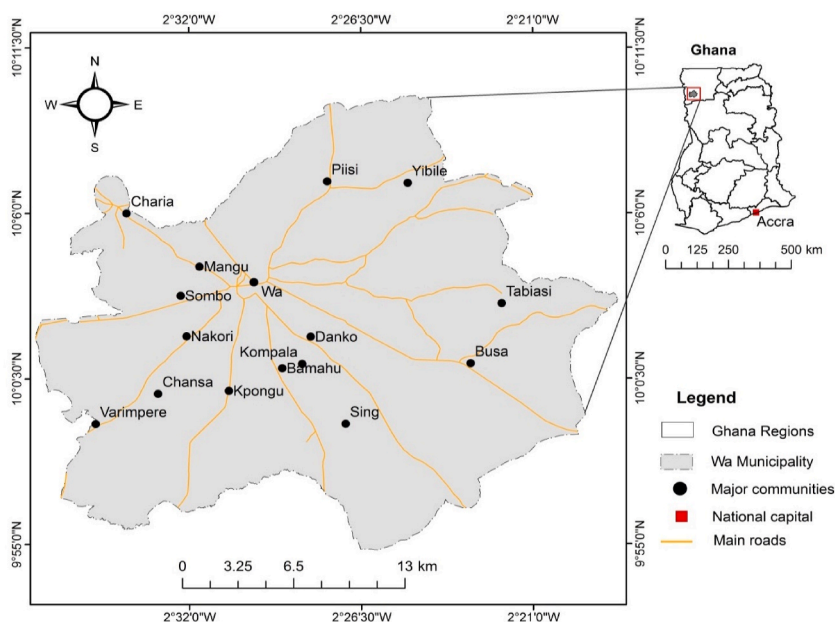 2°32'0"W 2°26'30"W 2°21'0"W
10°11'30"N
10°11'30"N
Ghana
N
W E
S
Piisi
Yibile
Charia
10°6'0"N
10°6'0"N
Accra
Mangu
0 125 250 500 km
Wa
Sombo
Tabiasi
Nakori
Danko
Kompala
Busa
Bamahu
10°0'30"N
10°0'30"N
Chansa
Kpongu
Varimpere
Sing
Legend
Ghana Regions
Wa Municipality
Major communities
National capital
Main roads
9°55'0"N
9°55'0"N
0 3.25 6.5 13 km
2°32'0"W 2°26'30"W 2°21'0"W